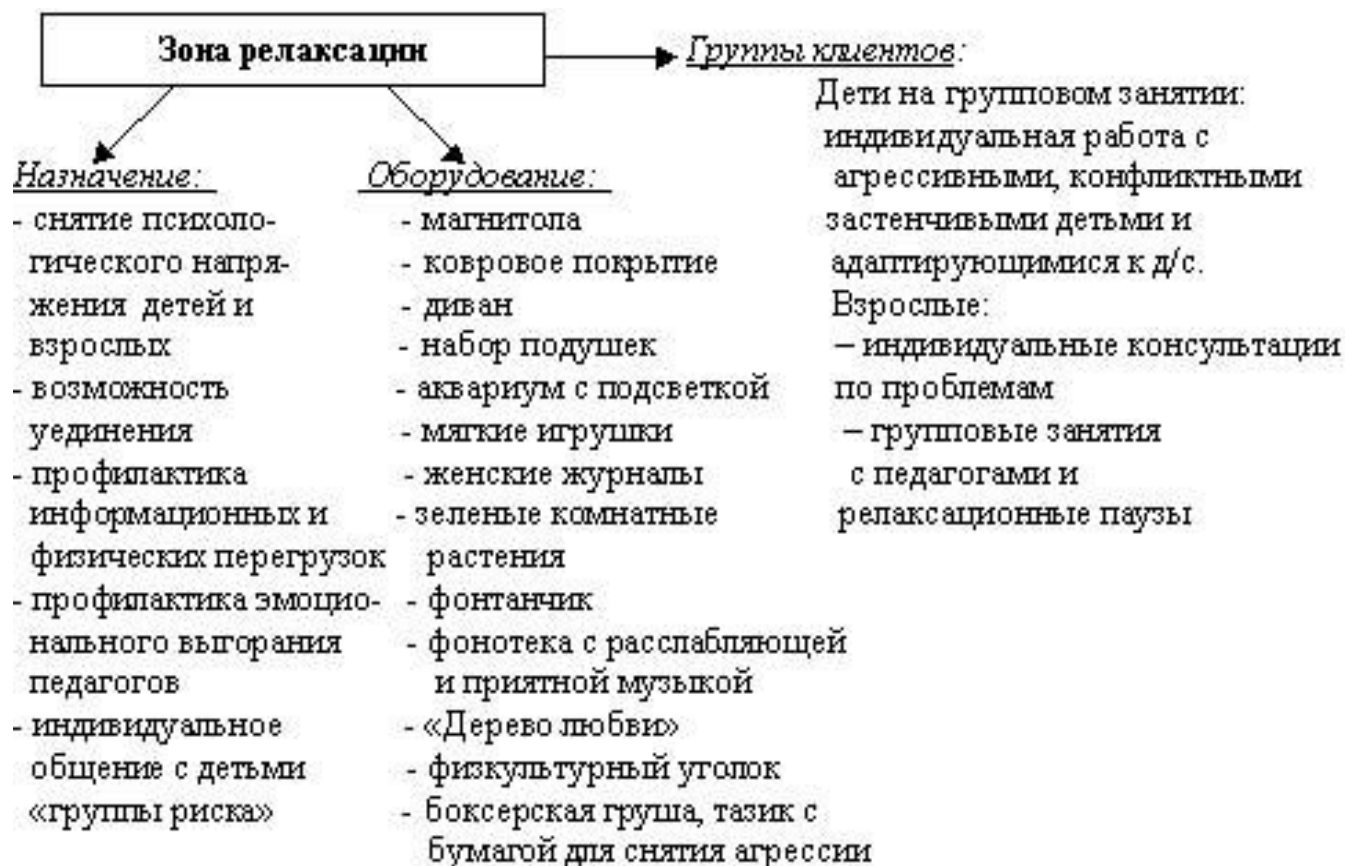 Зона релаксации
Группы клиентов:
Дети на групповом занятии:
индивидуальная работа с
агрессивными, конфликтными
застенчивыми детьми и
адаптирующимися к д/с.
Взрослые:
– индивидуальные консультации
по проблемам
– групповые занятия
с педагогами и
релаксационные паузы
Назначение:
- снятие психоло-
гического напря-
жения детей и
взрослых
- возможность
уединения
- профилактика
информационных и
физических перегрузок
- профилактика эмоцио-
нального выгорания
педагогов
- индивидуальное
общение с детьми
«группы риска»
Оборудование:
- магнитола
- ковровое покрытие
- диван
- набор подушек
- аквариум с подсветкой
- мягкие игрушки
- женские журналы
- зеленые комнатные
растения
- фонтанчик
- фонотека с расслабляющей
и приятной музыкой
- «Дерево любви»
- физкультурный уголок
- боксерская груша, тазик с
бумагой для снятия агрессии